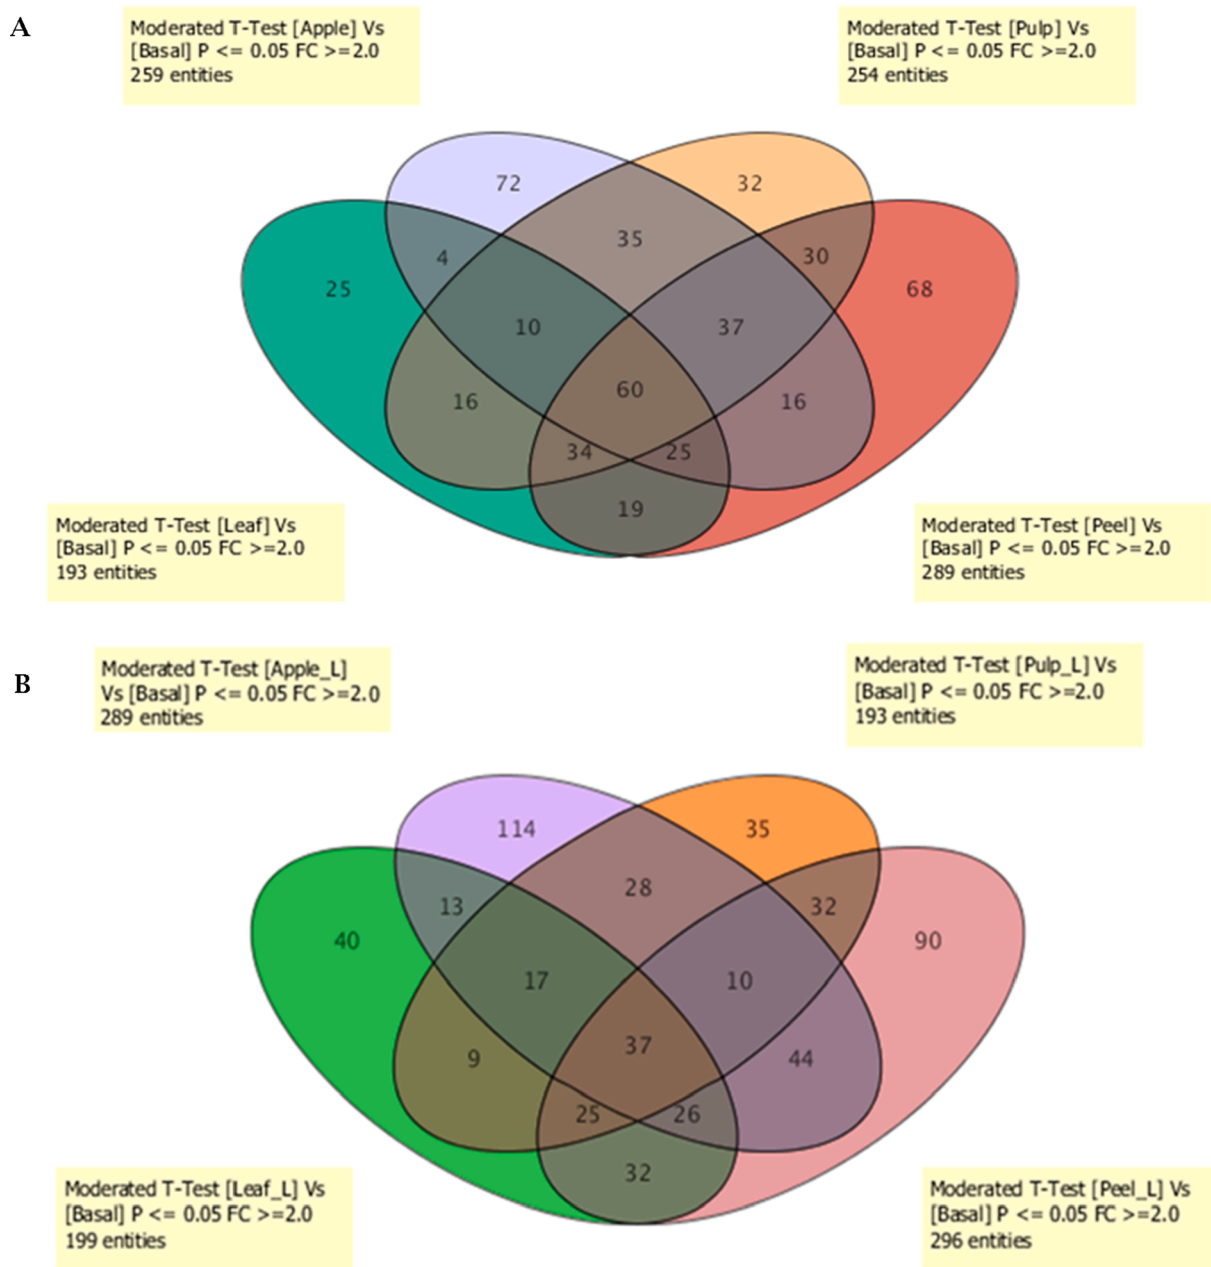 A
Moderated T-Test [Apple] Vs
[Basal] P <= 0.05 FC >=2.0
259 entities
Moderated T-Test [Pulp] Vs
[Basal] P <= 0.05 FC >=2.0
254 entities
72
32
35
4
30
25
68
10
37
60
16
16
34
25
19
Moderated T-Test [Leaf] Vs
[Basal] P <= 0.05 FC >=2.0
193 entities
Moderated T-Test [Peel] Vs
[Basal] P <= 0.05 FC >=2.0
289 entities
B
Moderated T-Test [Apple_L]
Vs [Basal] P <= 0.05 FC >=2.0
289 entities
Moderated T-Test [Pulp_L] Vs
[Basal] P <= 0.05 FC >=2.0
193 entities
114
35
28
13
32
40
90
17
10
37
9
44
25
26
32
Moderated T-Test [Leaf_L] Vs
[Basal] P <= 0.05 FC >=2.0
199 entities
Moderated T-Test [Peel_L] Vs
[Basal] P <= 0.05 FC >=2.0
296 entities